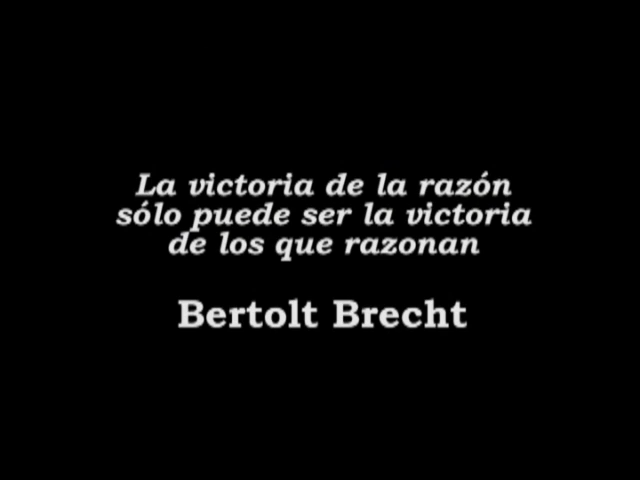 La victoria de la razón
sólo puede ser la victoria
de los que razonan
Bertolt Brecht